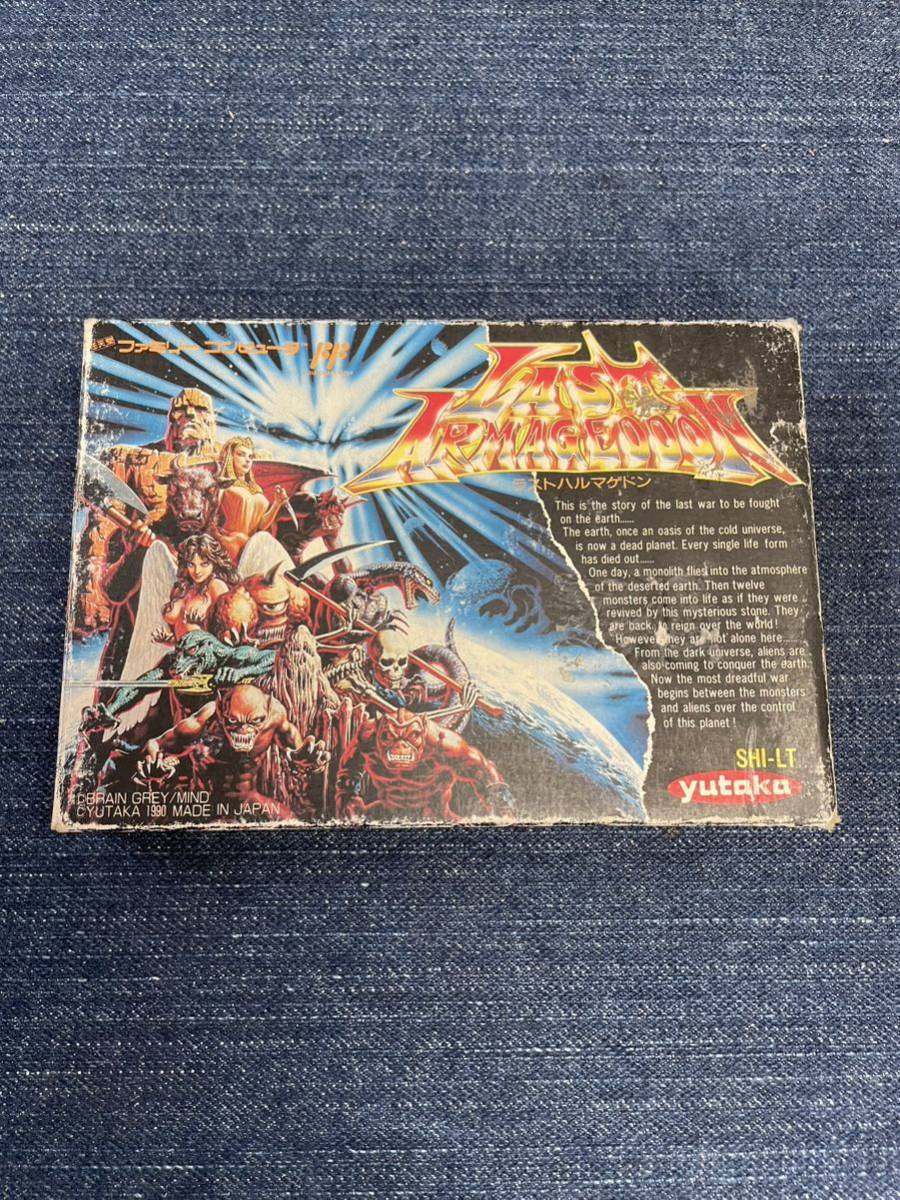 ファミリー コンピュータ™
LAST
ARMAGEDDON
ラストハルマゲドン
This is the story of the last war to be fought
on the earth......
The earth, once an oasis of the cold universe,
is now a dead planet. Every single life form
has died out......
One day, a monolith flies into the atmosphere
of the deserted earth. Then twelve
monsters come into life as if they were
revived by this mysterious stone. They
are back, to reign over the world!
However they are not alone here......
From the dark universe, aliens are
also coming to conquer the earth.
Now the most dreadful war
begins between the monsters
and aliens over the control
of this planet!
SHI-LT
yutaka
©BRAIN GREY/MIND
©YUTAKA 1990 MADE IN JAPAN